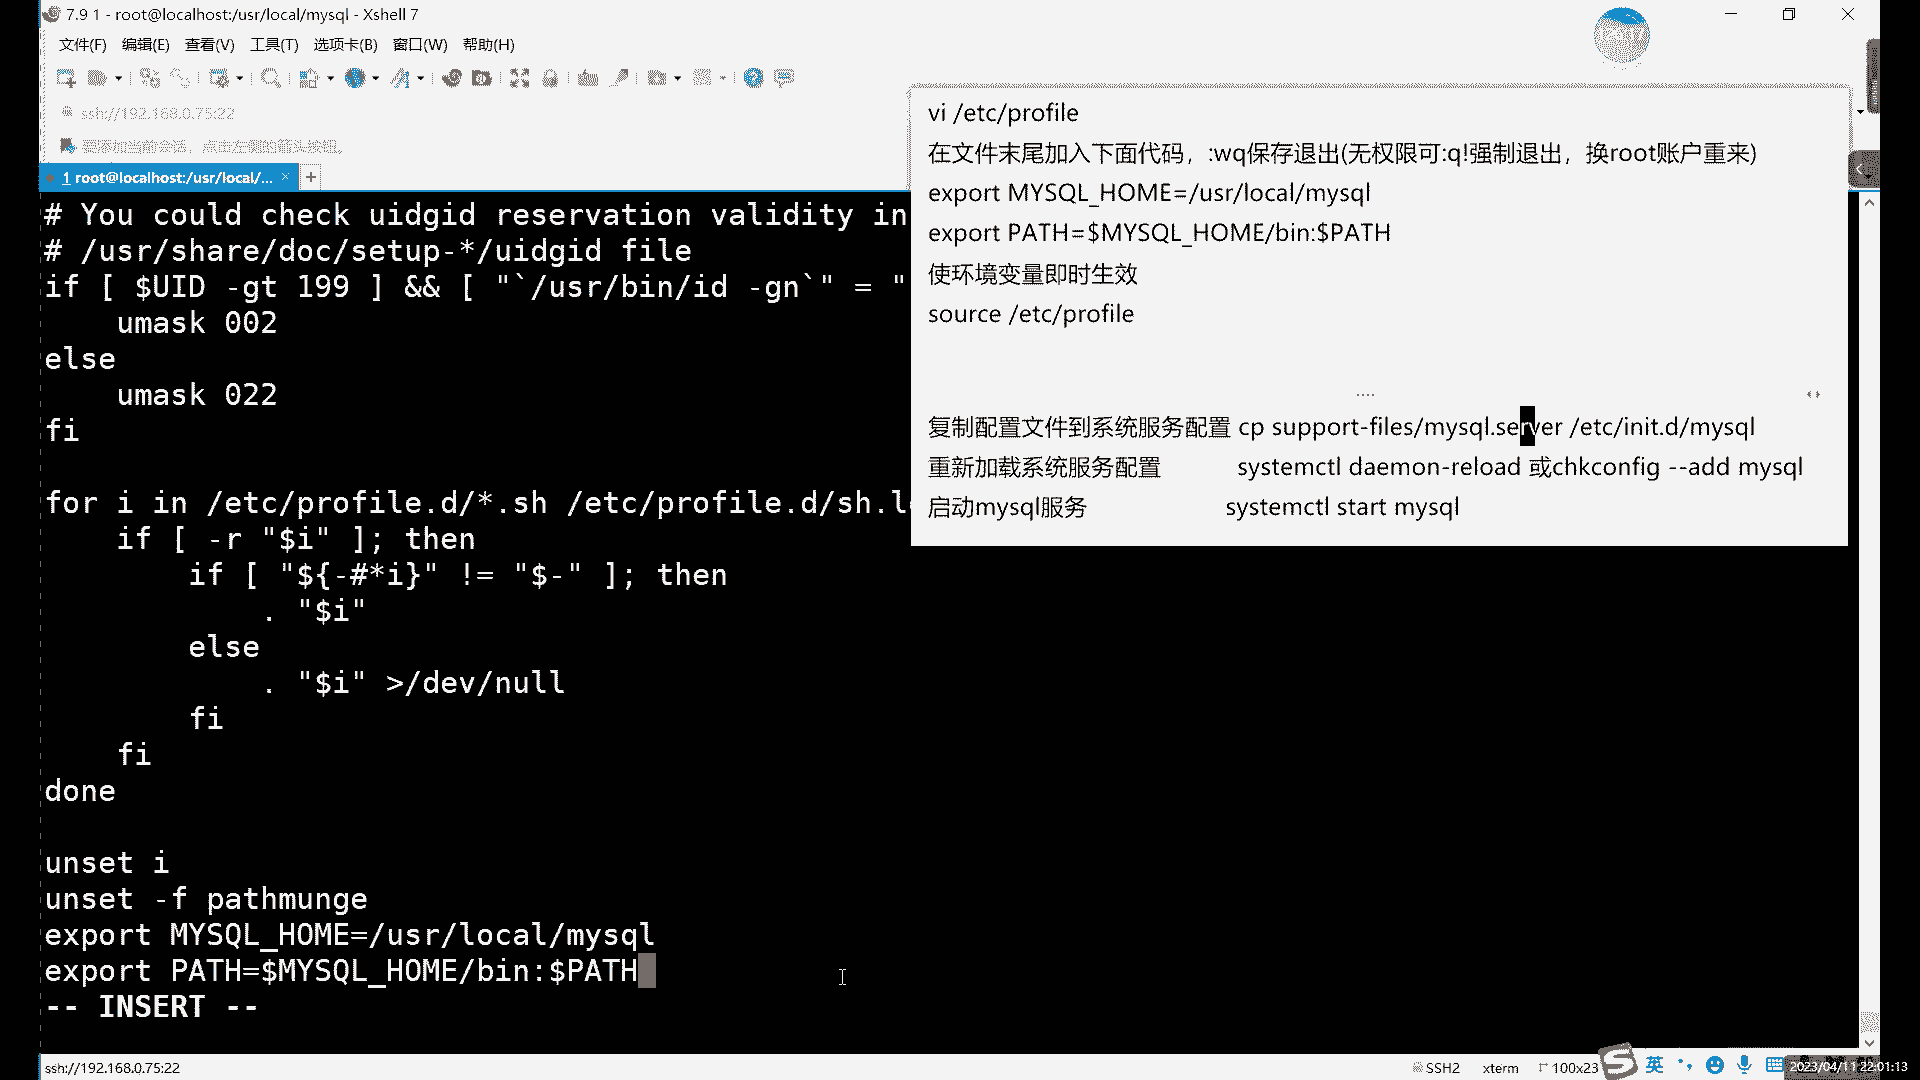 7.9 1 - root@localhost:/usr/local/mysql - Xshell 7
文件(F) 编辑(E) 查看(V) 工具(T) 选项卡(B) 窗口(W) 帮助(H)
ssh://192.168.0.75:22
要添加当前会话，点击左侧的箭头按钮。
1 root@localhost:/usr/local/... × +
# You could check uidgid reservation validity in
# /usr/share/doc/setup-*/uidgid file
if [ $UID -gt 199 ] && [ "`/usr/bin/id -gn`" = "
    umask 002
else
    umask 022
fi
for i in /etc/profile.d/*.sh /etc/profile.d/sh.l
    if [ -r "$i" ]; then
        if [ "${-#*i}" != "$-" ]; then
            . "$i"
        else
            . "$i" >/dev/null
        fi
    fi
done
unset i
unset -f pathmunge
export MYSQL_HOME=/usr/local/mysql
export PATH=$MYSQL_HOME/bin:$PATH
-- INSERT --
vi /etc/profile
在文件末尾加入下面代码，:wq保存退出(无权限可:q!强制退出，换root账户重来)
export MYSQL_HOME=/usr/local/mysql
export PATH=$MYSQL_HOME/bin:$PATH
使环境变量即时生效
source /etc/profile
复制配置文件到系统服务配置 cp support-files/mysql.server /etc/init.d/mysql
重新加载系统服务配置 systemctl daemon-reload 或chkconfig --add mysql
启动mysql服务 systemctl start mysql
ssh://192.168.0.75:22
SSH2 xterm 100x23
英
2023/04/11 22:01:13